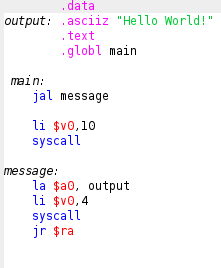 .data
output: .asciiz "Hello World!"
.text
.globl main
main:
jal message
li $v0,10
syscall
message:
la $a0, output
li $v0,4
syscall
jr $ra